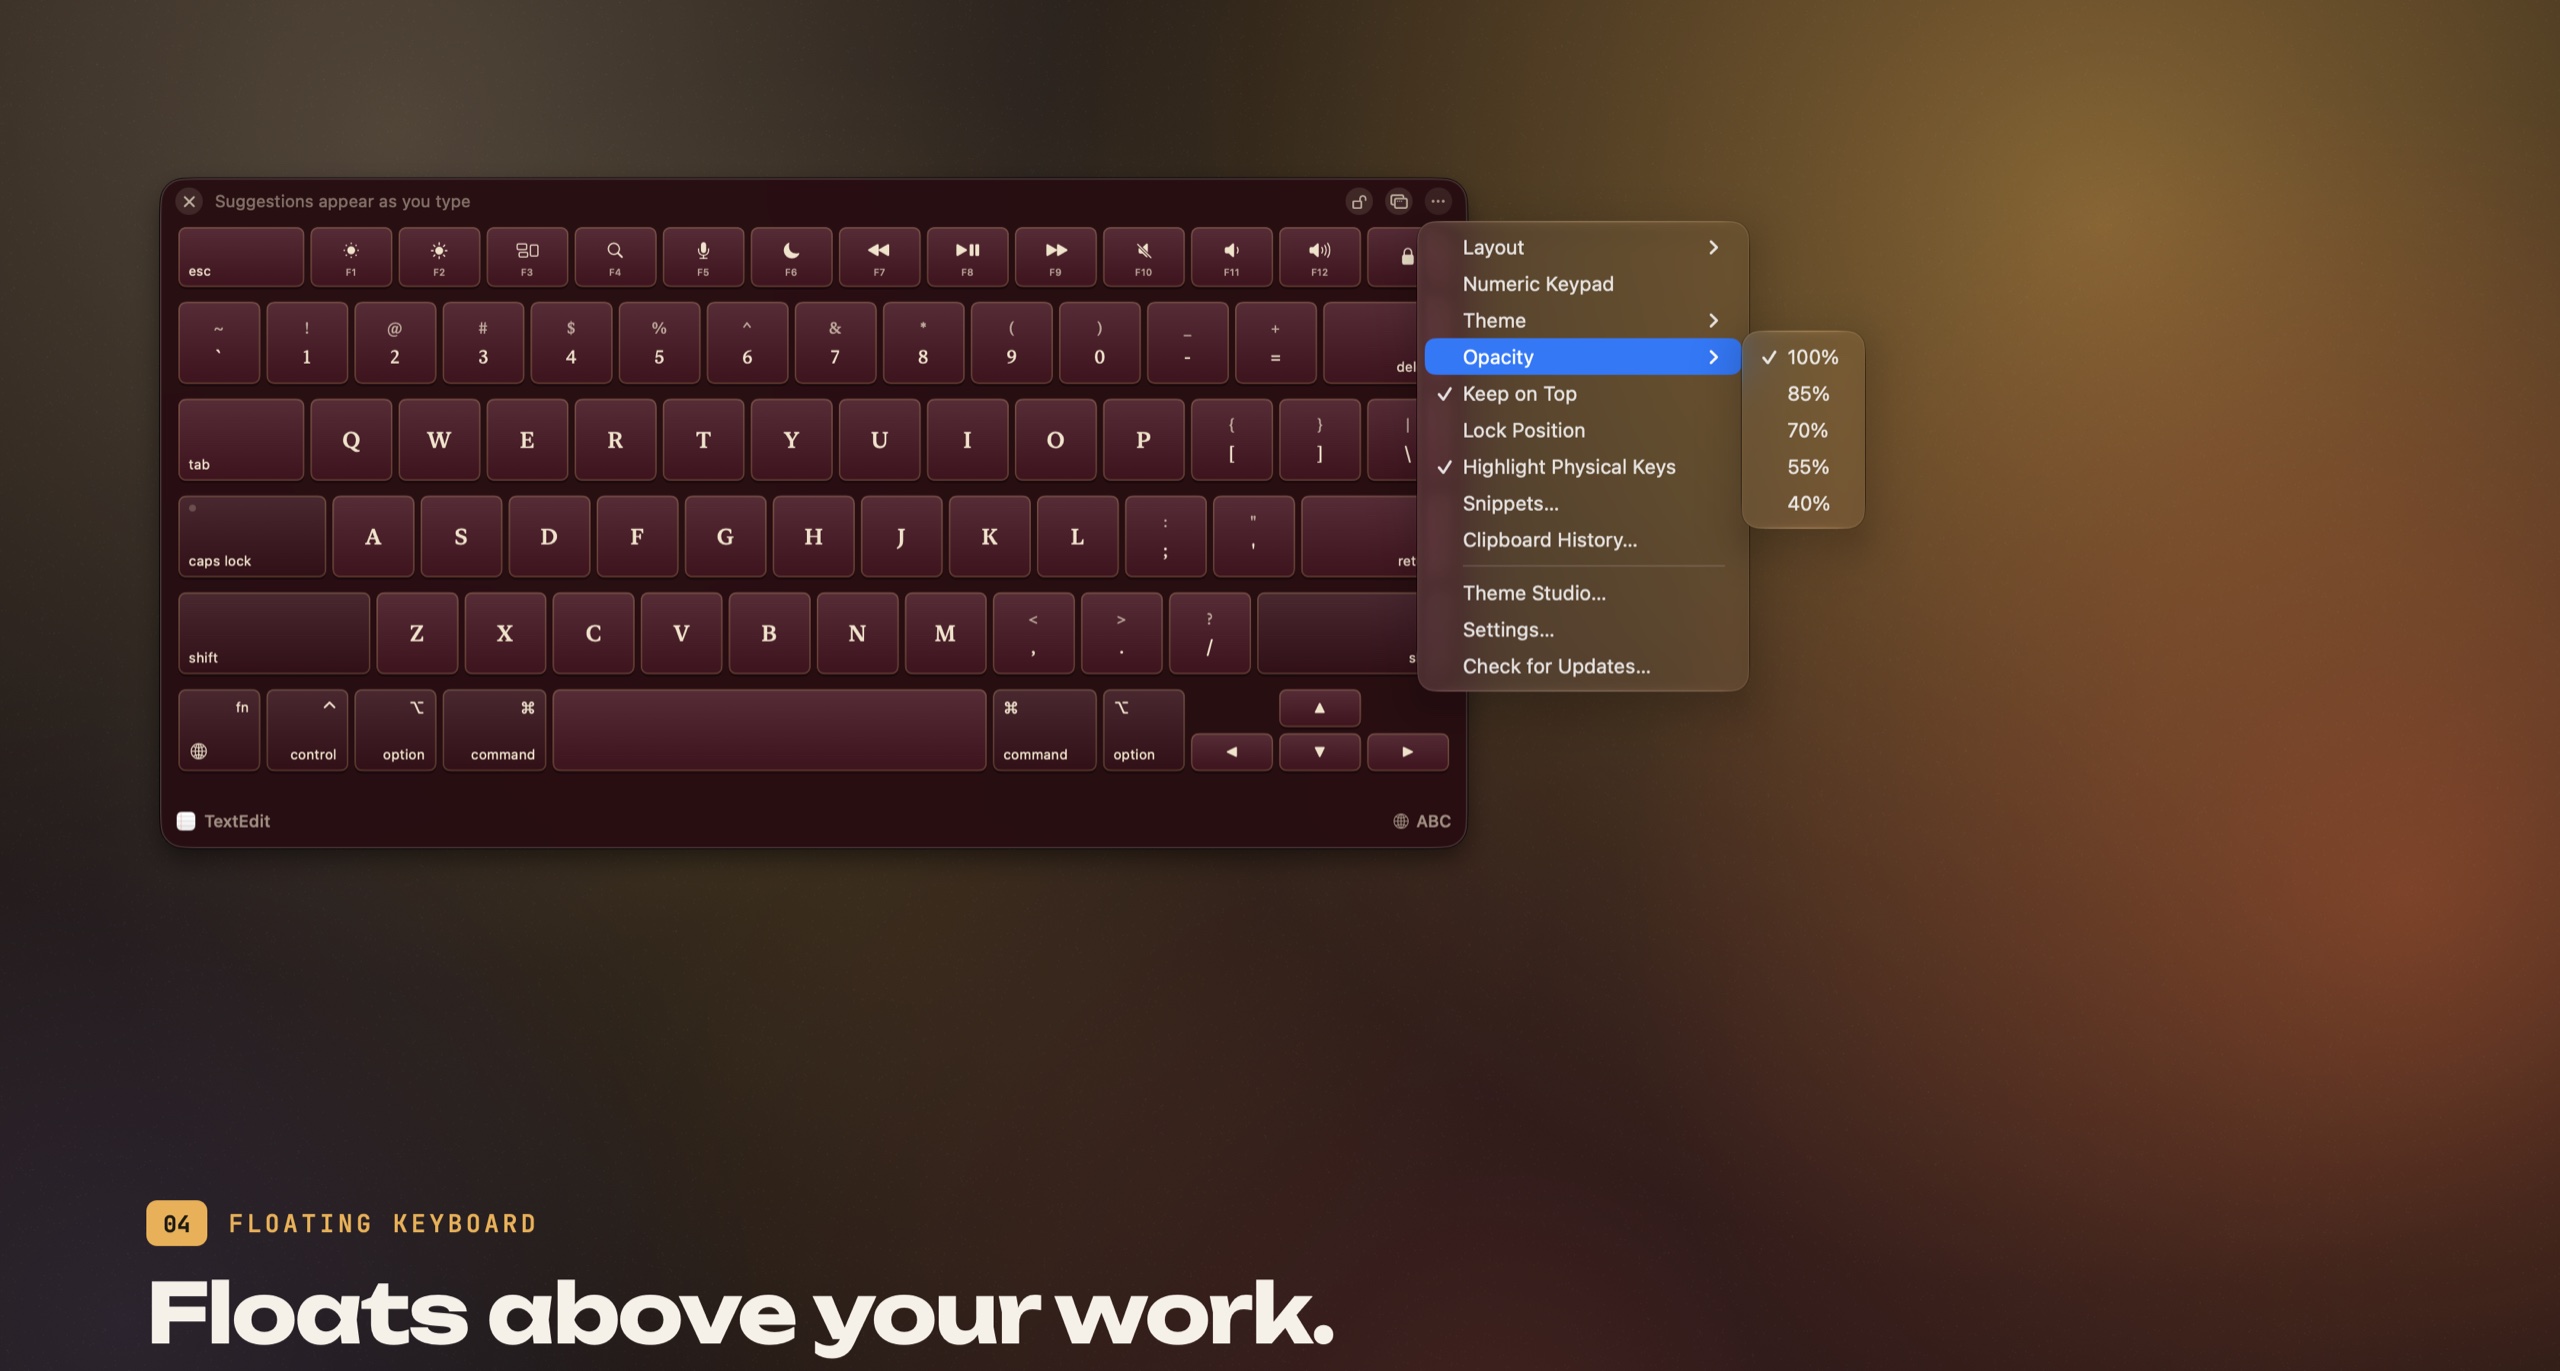 Suggestions appear as you type
esc F1 F2 F3 F4 F5 F6 F7 F8 F9 F10 F11 F12
~ ! @ # $ % ^ & * ( ) _ +
` 1 2 3 4 5 6 7 8 9 0 - = del
tab Q W E R T Y U I O P { [ } ] | \
caps lock A S D F G H J K L : ; " ' ret
shift Z X C V B N M < , > . ? / s
fn ^ ⌥ ⌘ ⌘ ⌥ ▲
control option command command option ◀ ▼ ▶
TextEdit
ABC
Layout
Numeric Keypad
Theme
Opacity
Keep on Top
Lock Position
Highlight Physical Keys
Snippets...
Clipboard History...
Theme Studio...
Settings...
Check for Updates...
100%
85%
70%
55%
40%
04 FLOATING KEYBOARD
Floats above your work.